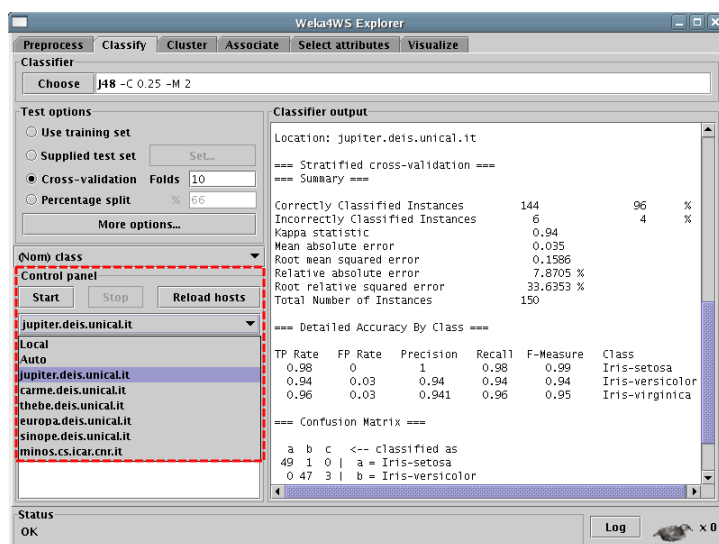 Weka4WS Explorer
Preprocess Classify Cluster Associate Select attributes Visualize
Classifier
Choose J48 -C 0.25 -M 2
Test options
Use training set
Supplied test set Set...
Cross-validation Folds 10
Percentage split % 66
More options...
(Nom) class
Control panel
Start Stop Reload hosts
jupiter.deis.unical.it
Local
Auto
jupiter.deis.unical.it
carme.deis.unical.it
thebe.deis.unical.it
europa.deis.unical.it
sinope.deis.unical.it
minos.cs.icar.cnr.it
Classifier output
Location: jupiter.deis.unical.it
=== Stratified cross-validation ===
=== Summary ===
Correctly Classified Instances 144 96 %
Incorrectly Classified Instances 6 4 %
Kappa statistic 0.94
Mean absolute error 0.035
Root mean squared error 0.1586
Relative absolute error 7.8705 %
Root relative squared error 33.6353 %
Total Number of Instances 150
=== Detailed Accuracy By Class ===
TP Rate FP Rate Precision Recall F-Measure Class
0.98 0 1 0.98 0.99 Iris-setosa
0.94 0.03 0.94 0.94 0.94 Iris-versicolor
0.96 0.03 0.941 0.96 0.95 Iris-virginica
=== Confusion Matrix ===
a b c <-- classified as
49 1 0 | a = Iris-setosa
0 47 3 | b = Iris-versicolor
Status
OK
Log
x 0